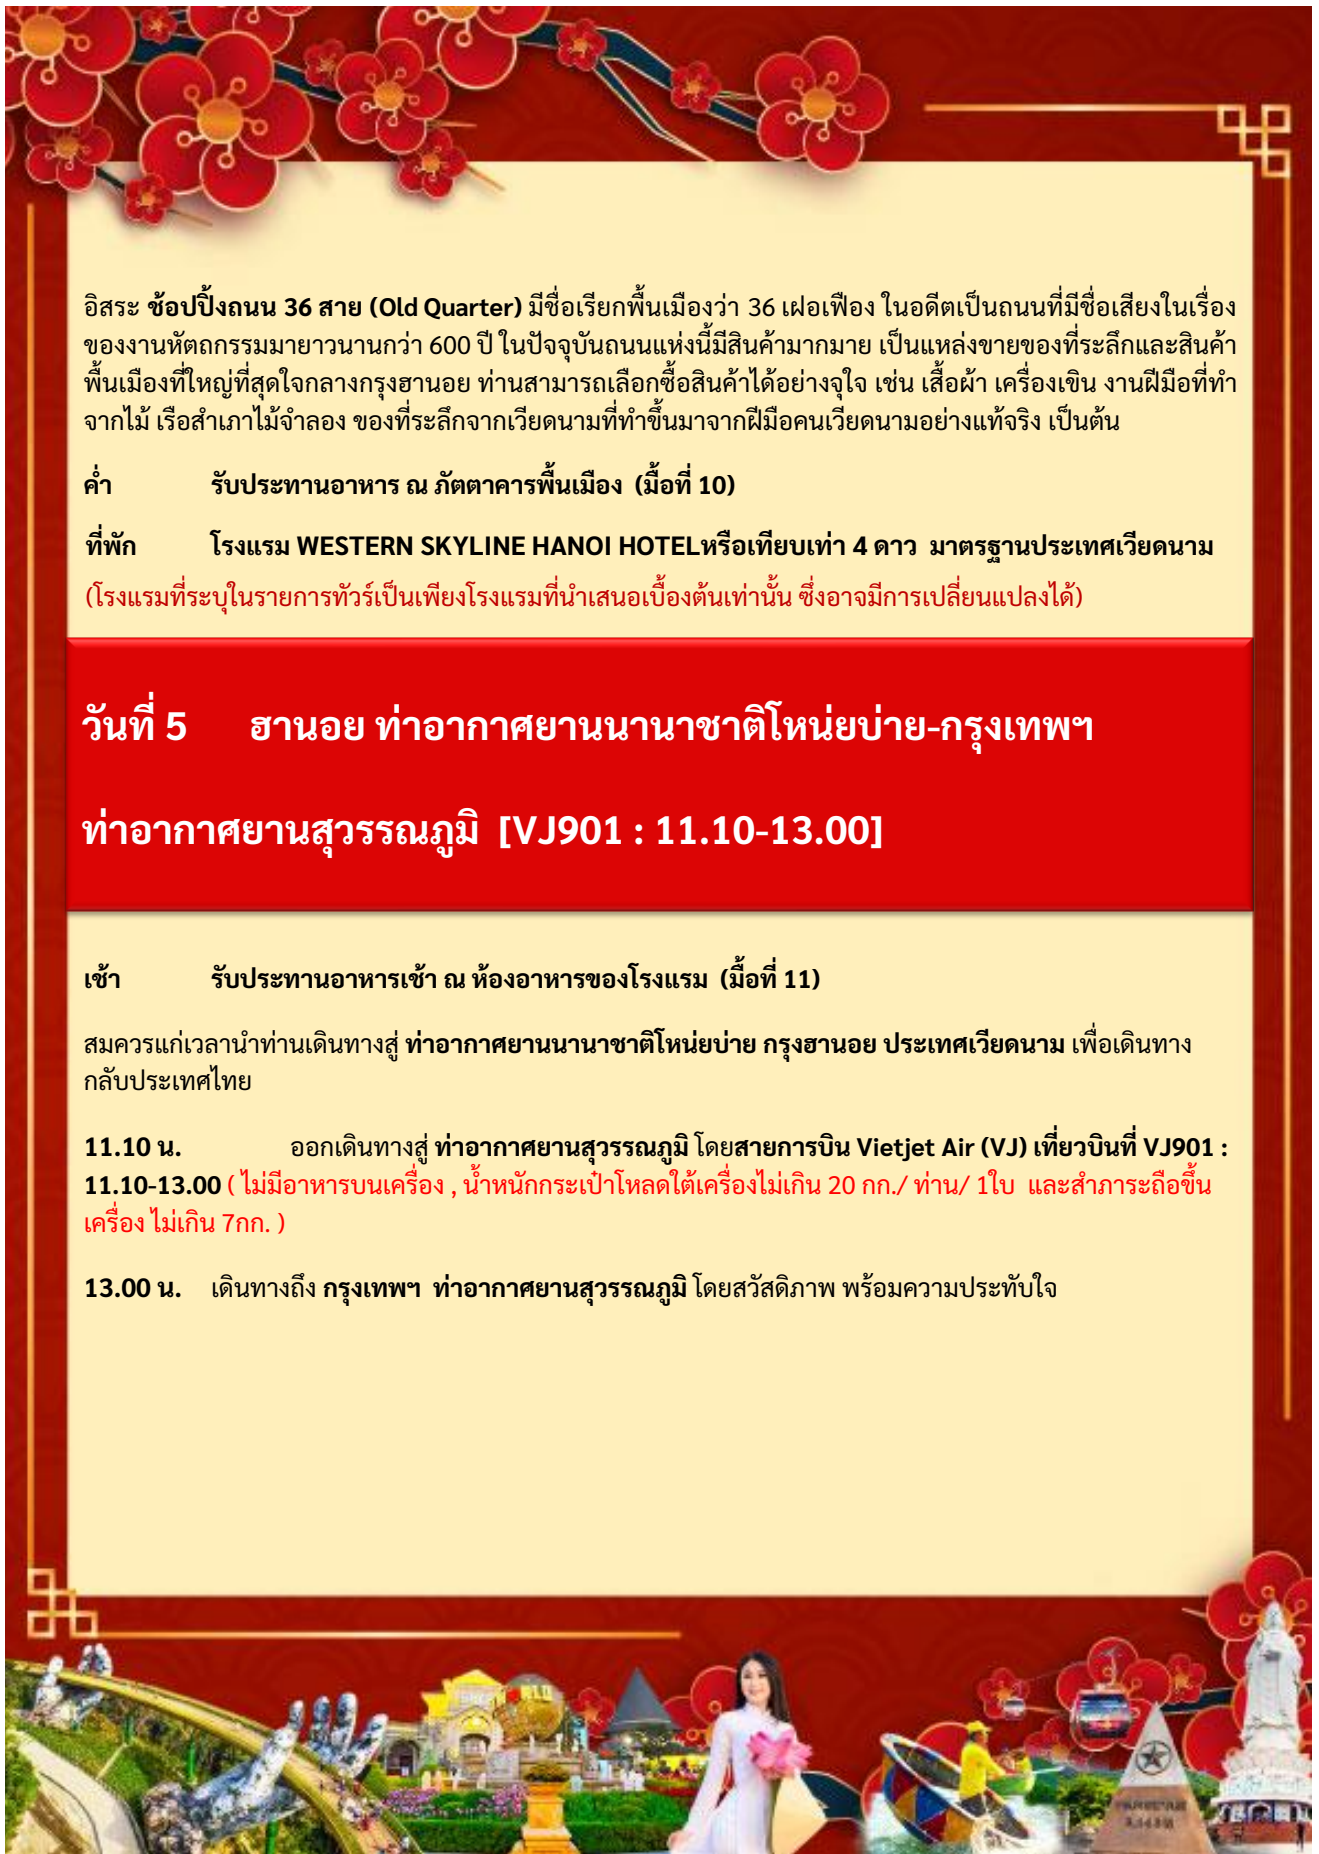 อิสระ ช้อปปิ้งถนน 36 สาย (Old Quarter) มีชื่อเรียกพื้นเมืองว่า 36 เฝอเฟือง ในอดีตเป็นถนนที่มีชื่อเสียงในเรื่อง
ของงานหัตถกรรมมายาวนานกว่า 600 ปี ในปัจจุบันถนนแห่งนี้มีสินค้ามากมาย เป็นแหล่งขายของที่ระลึกและสินค้า
พื้นเมืองที่ใหญ่ที่สุดใจกลางกรุงฮานอย ท่านสามารถเลือกซื้อสินค้าได้อย่างจุใจ เช่น เสื้อผ้า เครื่องเขิน งานฝีมือที่ทำ
จากไม้ เรือสำเภาไม้จำลอง ของที่ระลึกจากเวียดนามที่ทำขึ้นมาจากฝีมือคนเวียดนามอย่างแท้จริง เป็นต้น
ค่ำ รับประทานอาหาร ณ ภัตตาคารพื้นเมือง (มื้อที่ 10)
ที่พัก โรงแรม WESTERN SKYLINE HANOI HOTELหรือเทียบเท่า 4 ดาว มาตรฐานประเทศเวียดนาม
(โรงแรมที่ระบุในรายการทัวร์เป็นเพียงโรงแรมที่นำเสนอเบื้องต้นเท่านั้น ซึ่งอาจมีการเปลี่ยนแปลงได้)
วันที่ 5 ฮานอย ท่าอากาศยานนานาชาติโหน่ยบ่าย-กรุงเทพฯ
ท่าอากาศยานสุวรรณภูมิ [VJ901 : 11.10-13.00]
เช้า รับประทานอาหารเช้า ณ ห้องอาหารของโรงแรม (มื้อที่ 11)
สมควรแก่เวลานำท่านเดินทางสู่ ท่าอากาศยานนานาชาติโหน่ยบ่าย กรุงฮานอย ประเทศเวียดนาม เพื่อเดินทาง
กลับประเทศไทย
11.10 น. ออกเดินทางสู่ ท่าอากาศยานสุวรรณภูมิ โดยสายการบิน Vietjet Air (VJ) เที่ยวบินที่ VJ901 :
11.10-13.00 ( ไม่มีอาหารบนเครื่อง , น้ำหนักกระเป๋าโหลดใต้เครื่องไม่เกิน 20 กก./ ท่าน/ 1ใบ และสำภาระถือขึ้น
เครื่อง ไม่เกิน 7กก. )
13.00 น. เดินทางถึง กรุงเทพฯ ท่าอากาศยานสุวรรณภูมิ โดยสวัสดิภาพ พร้อมความประทับใจ